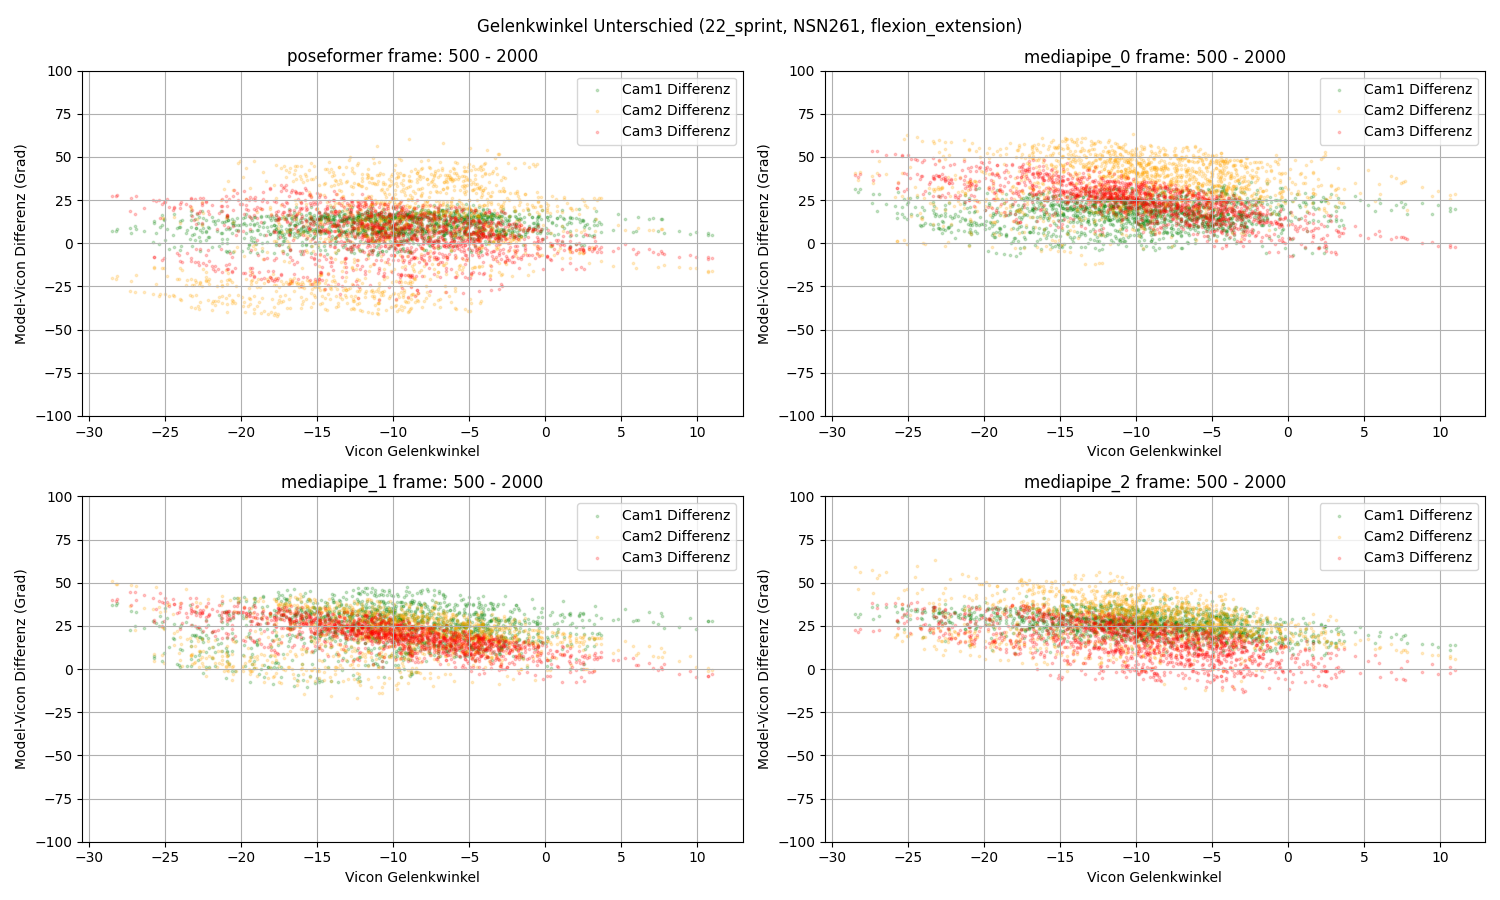 Gelenkwinkel Unterschied (22_sprint, NSN261, flexion_extension)
poseformer frame: 500 - 2000
100
75
50
25
0
−25
−50
−75
−100
Model-Vicon Differenz (Grad)
Cam1 Differenz
Cam2 Differenz
Cam3 Differenz
−30 −25 −20 −15 −10 −5 0 5 10
Vicon Gelenkwinkel
mediapipe_0 frame: 500 - 2000
100
75
50
25
0
−25
−50
−75
−100
Model-Vicon Differenz (Grad)
Cam1 Differenz
Cam2 Differenz
Cam3 Differenz
−30 −25 −20 −15 −10 −5 0 5 10
Vicon Gelenkwinkel
mediapipe_1 frame: 500 - 2000
100
75
50
25
0
−25
−50
−75
−100
Model-Vicon Differenz (Grad)
Cam1 Differenz
Cam2 Differenz
Cam3 Differenz
−30 −25 −20 −15 −10 −5 0 5 10
Vicon Gelenkwinkel
mediapipe_2 frame: 500 - 2000
100
75
50
25
0
−25
−50
−75
−100
Model-Vicon Differenz (Grad)
Cam1 Differenz
Cam2 Differenz
Cam3 Differenz
−30 −25 −20 −15 −10 −5 0 5 10
Vicon Gelenkwinkel